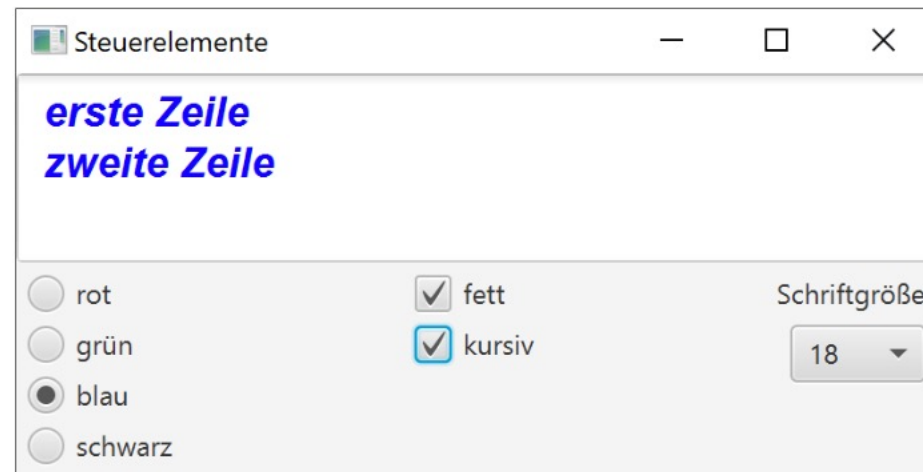 Steuerelemente
erste Zeile
zweite Zeile
rot
grün
blau
schwarz
fett
kursiv
Schriftgröße
18